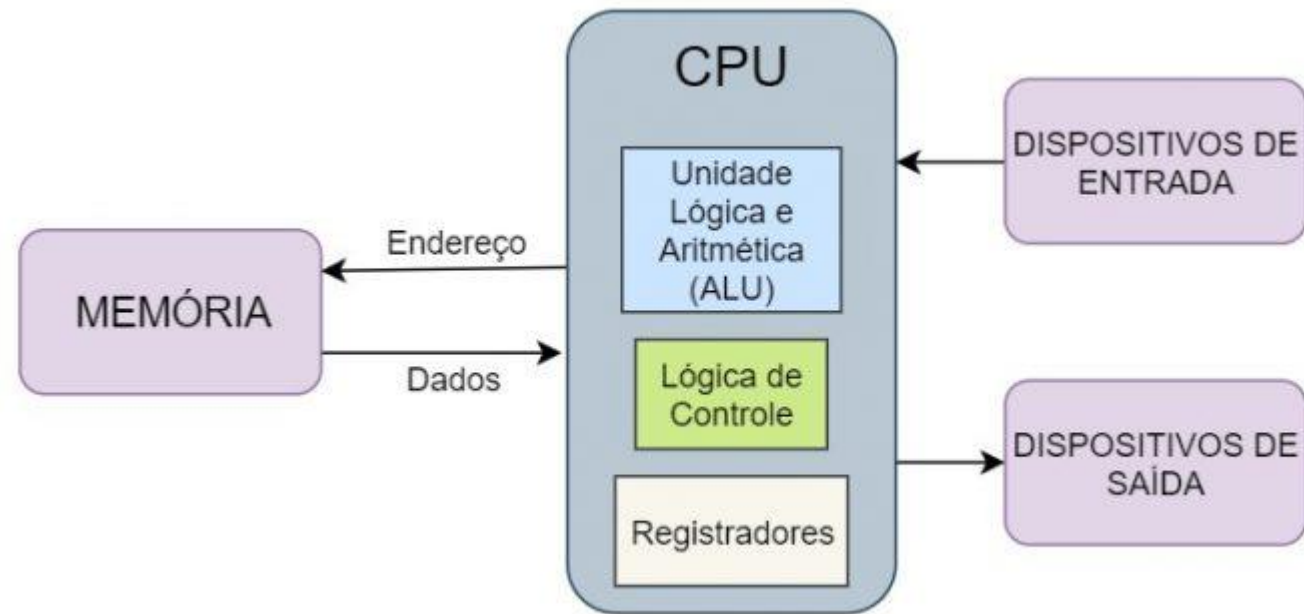 CPU
Unidade
Lógica e
Aritmética
(ALU)
Lógica de
Controle
Registradores
MEMÓRIA
Endereço
Dados
DISPOSITIVOS DE
ENTRADA
DISPOSITIVOS DE
SAÍDA